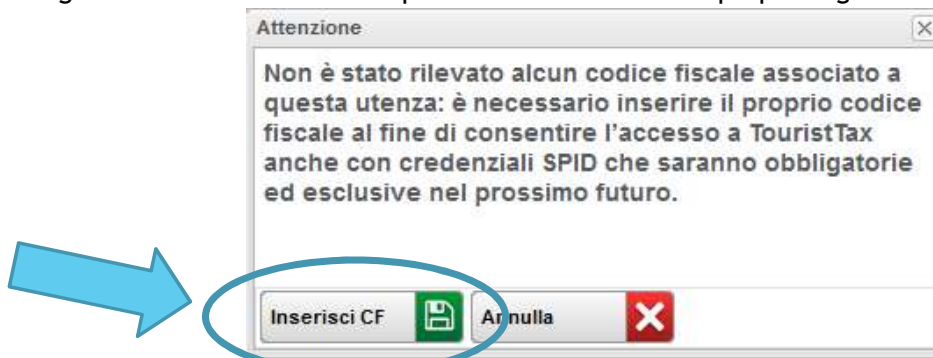 Attenzione
Non è stato rilevato alcun codice fiscale associato a
questa utenza: è necessario inserire il proprio codice
fiscale al fine di consentire l'accesso a TouristTax
anche con credenziali SPID che saranno obbligatorie
ed esclusive nel prossimo futuro.
Inserisci CF Annulla